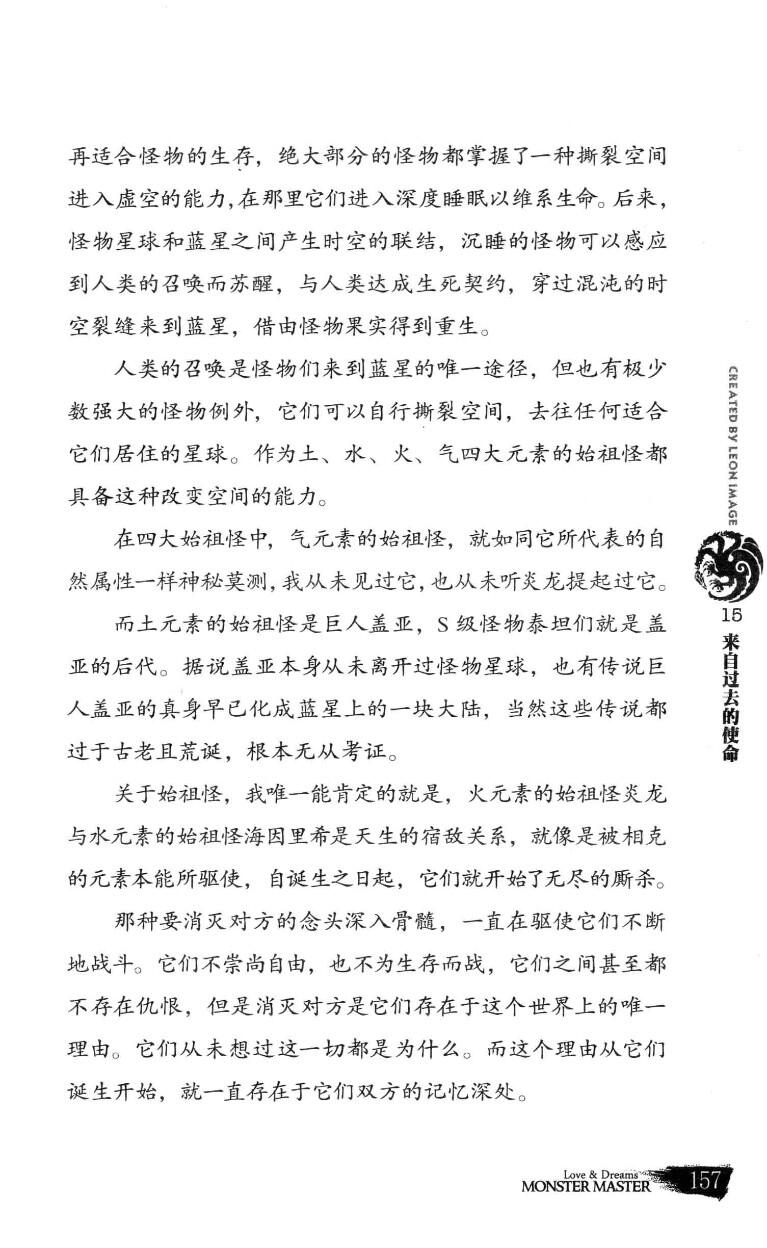 再适合怪物的生存，绝大部分的怪物都掌握了一种撕裂空间
进入虚空的能力，在那里它们进入深度睡眠以维系生命。后来，
怪物星球和蓝星之间产生时空的联结，沉睡的怪物可以感应
到人类的召唤而苏醒，与人类达成生死契约，穿过混沌的时
空裂缝来到蓝星，借由怪物果实得到重生。
人类的召唤是怪物们来到蓝星的唯一途径，但也有极少
数强大的怪物例外，它们可以自行撕裂空间，去往任何适合
它们居住的星球。作为土、水、火、气四大元素的始祖怪都
具备这种改变空间的能力。
在四大始祖怪中，气元素的始祖怪，就如同它所代表的自
然属性一样神秘莫测，我从未见过它，也从未听炎龙提起过它。
而土元素的始祖怪是巨人盖亚，S 级怪物泰坦们就是盖
亚的后代。据说盖亚本身从未离开过怪物星球，也有传说巨
人盖亚的真身早已化成蓝星上的一块大陆，当然这些传说都
过于古老且荒诞，根本无从考证。
关于始祖怪，我唯一能肯定的就是，火元素的始祖怪炎龙
与水元素的始祖怪海因里希是天生的宿敌关系，就像是被相克
的元素本能所驱使，自诞生之日起，它们就开始了无尽的厮杀。
那种要消灭对方的念头深入骨髓，一直在驱使它们不断
地战斗。它们不崇尚自由，也不为生存而战，它们之间甚至都
不存在仇恨，但是消灭对方是它们存在于这个世界上的唯一
理由。它们从未想过这一切都是为什么。而这个理由从它们
诞生开始，就一直存在于它们双方的记忆深处。
CREATED BY LEON IMAGE
15
来自过去的使命
Love & Dreams
MONSTER MASTER
157